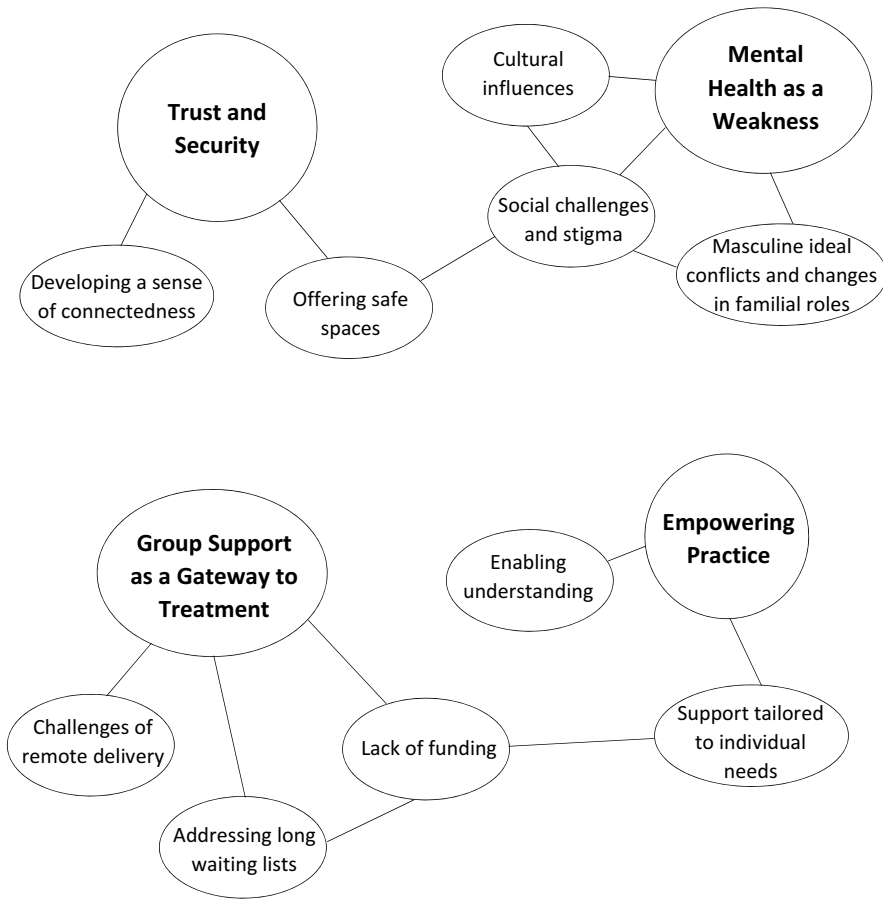 Trust and
Security
Cultural
influences
Mental
Health as a
Weakness
Social challenges
and stigma
Developing a sense
of connectedness
Offering safe
spaces
Masculine ideal
conflicts and changes
in familial roles
Group Support
as a Gateway to
Treatment
Enabling
understanding
Empowering
Practice
Challenges of
remote delivery
Lack of funding
Support tailored
to individual
needs
Addressing long
waiting lists